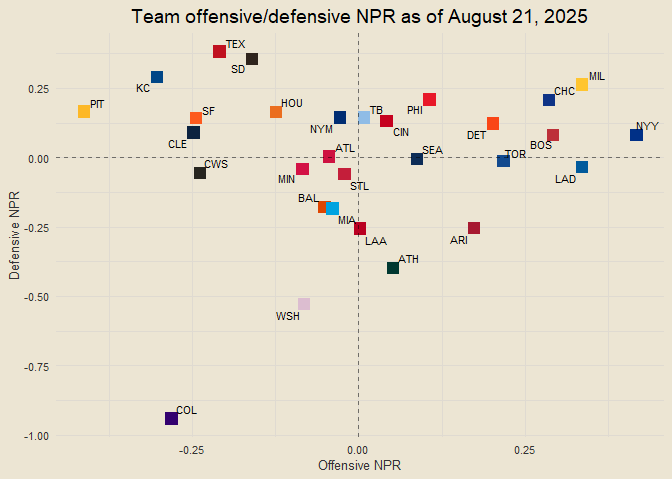 Team offensive/defensive NPR as of August 21, 2025
TEX
SD
MIL
KC
CHC
0.25
PIT
HOU
SF
TB
PHI
NYM
CIN
DET
NYY
CLE
BOS
ATL
SEA
TOR
0.00
CWS
MIN
STL
LAD
BAL
MIA
LAA
ARI
-0.25
ATH
Defensive NPR
-0.50
WSH
-0.75
COL
-1.00
-0.25
0.00
0.25
Offensive NPR